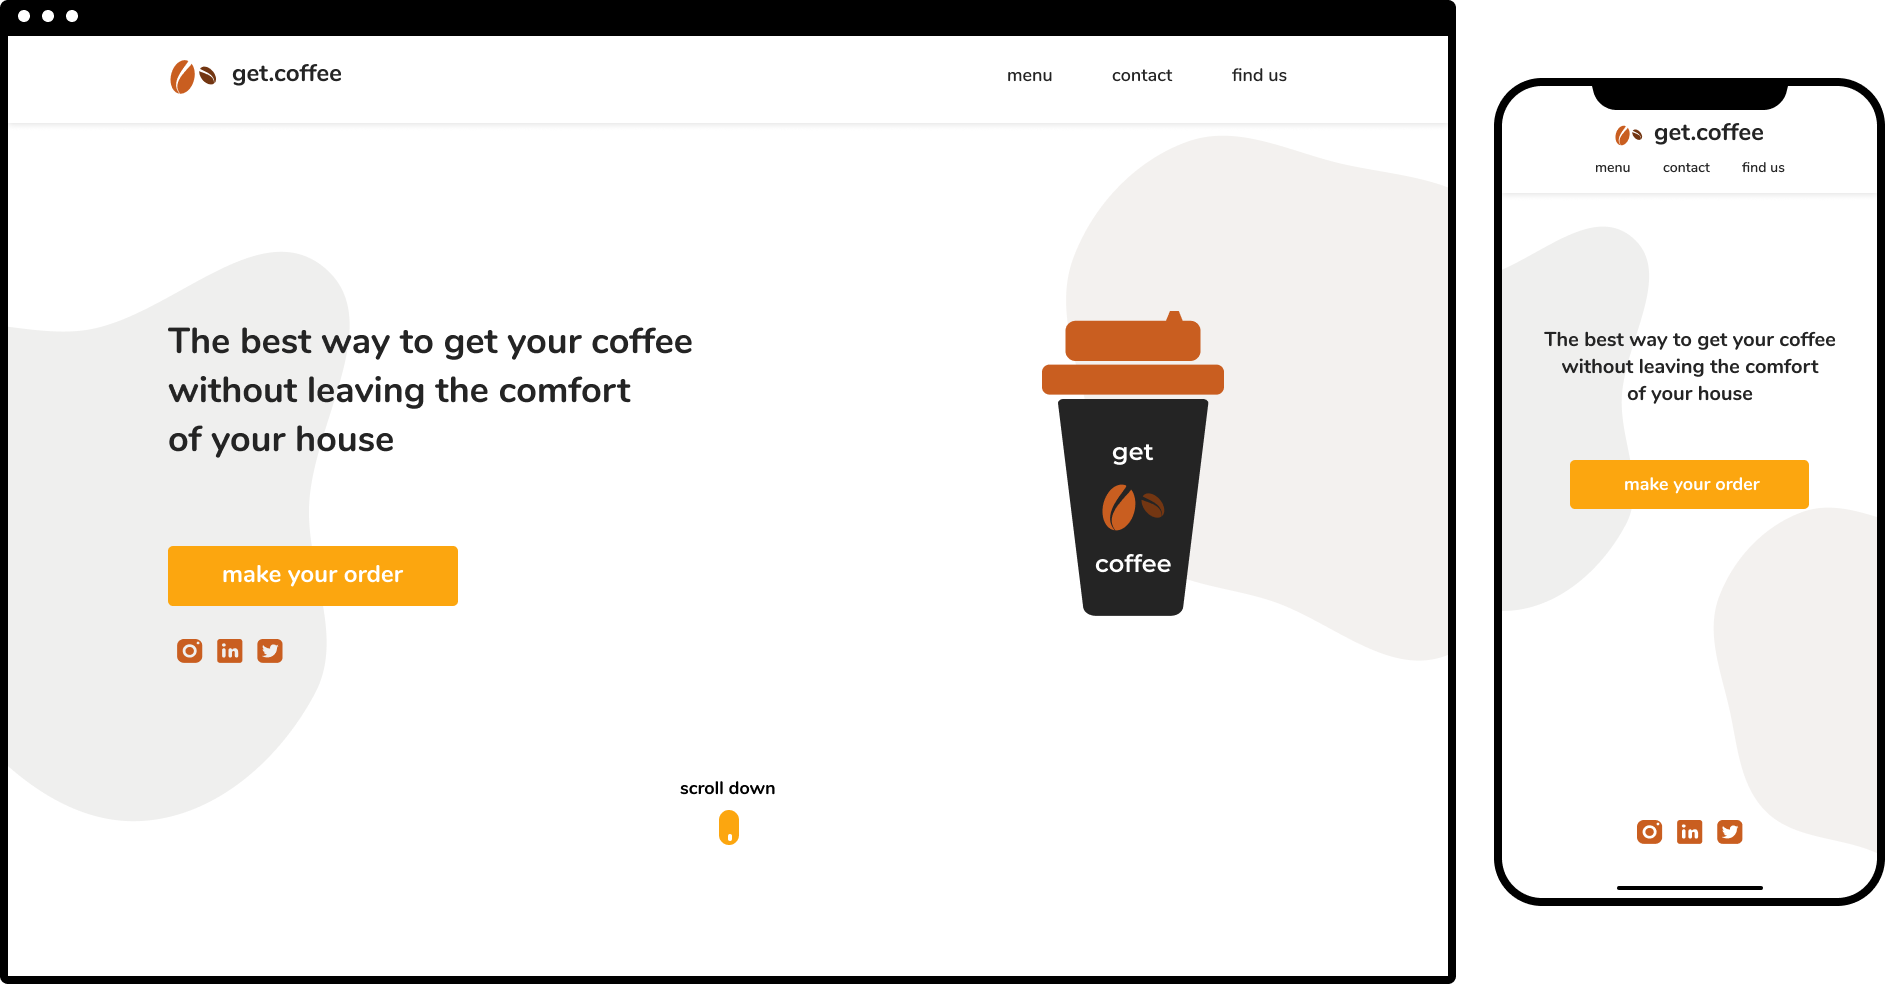 get.coffee
menu
contact
find us
The best way to get your coffee
without leaving the comfort
of your house
make your order
in
get
coffee
scroll down
get.coffee
menu
contact
find us
The best way to get your coffee
without leaving the comfort
of your house
make your order
in